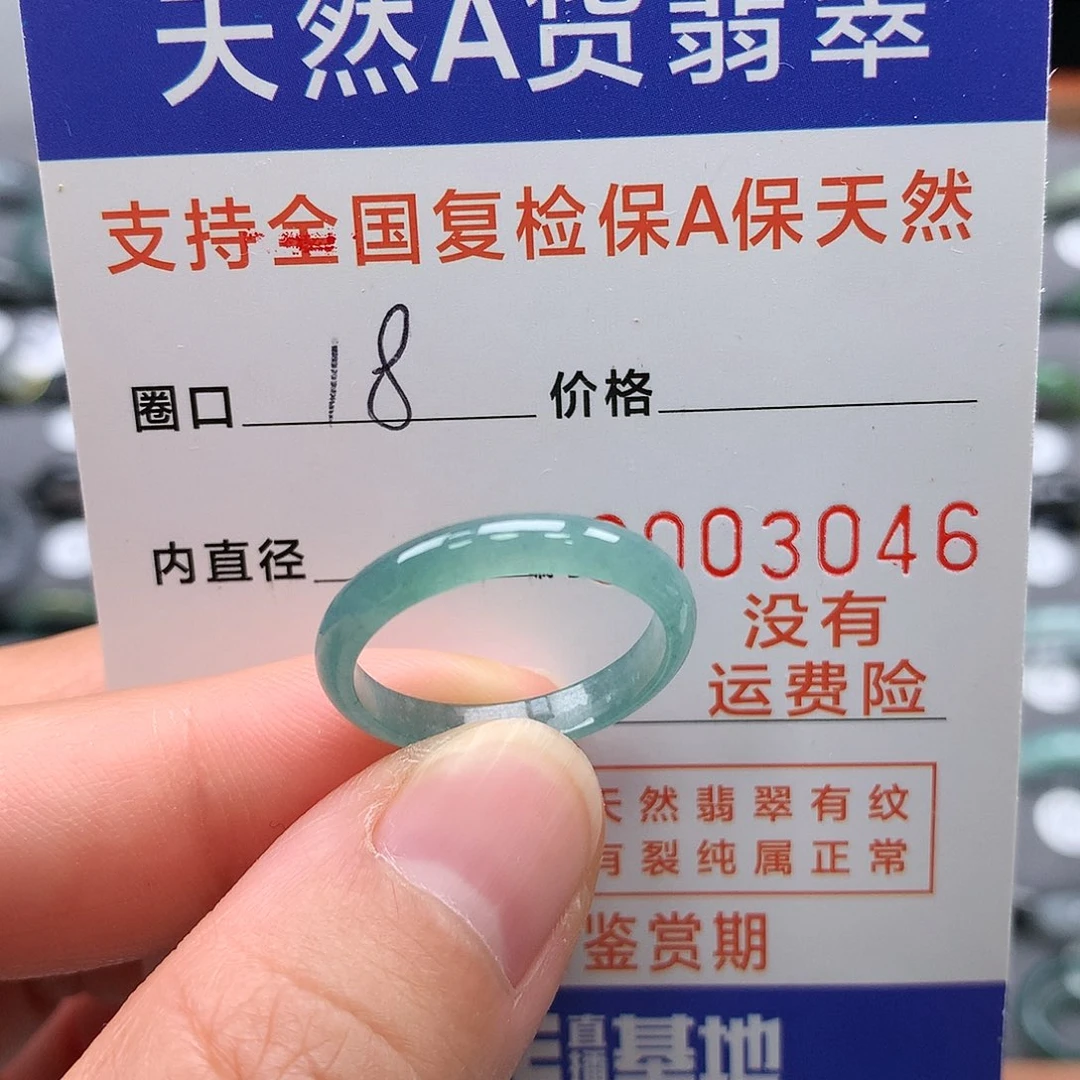 天然A货翡翠
支持全国复检保A保天然
圈口 18 价格
内直径 003046
没有
运费险
天然翡翠有纹
有裂纯属正常
鉴赏期
直播基地